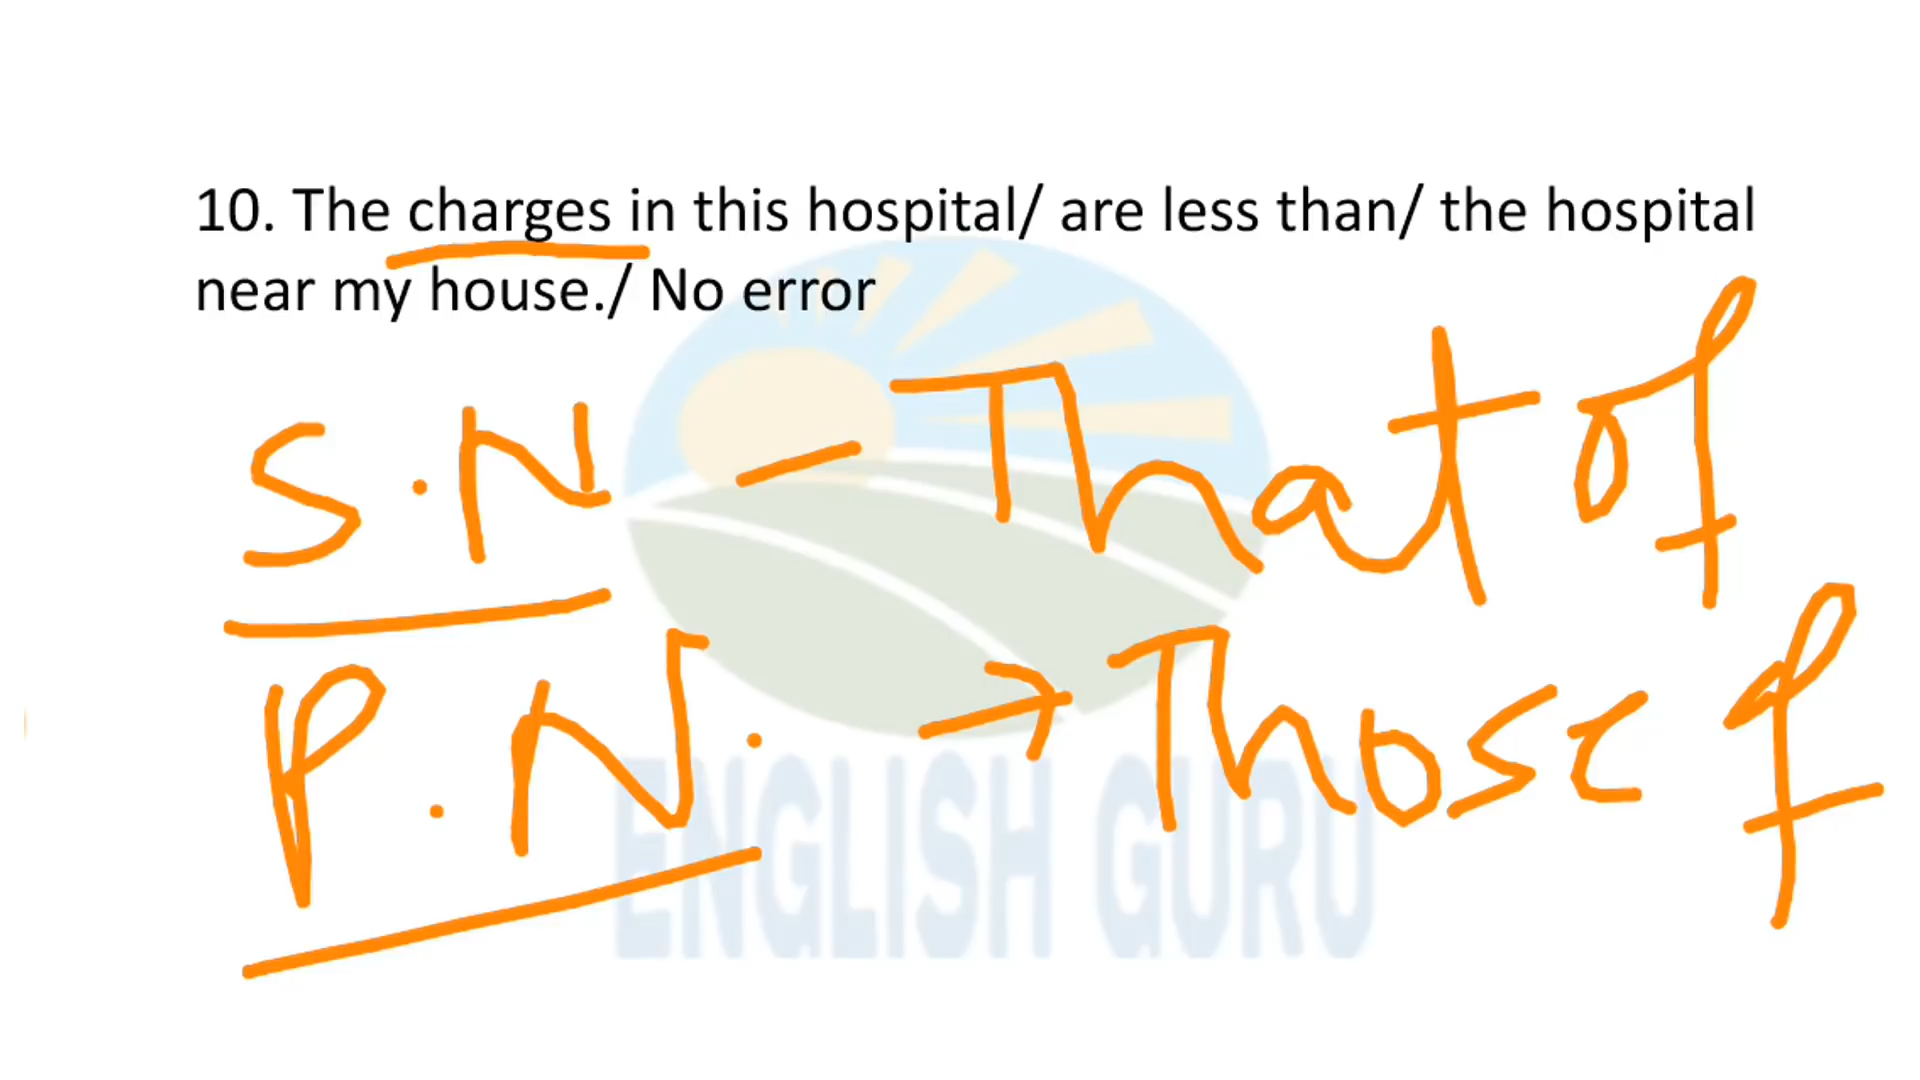 10. The charges in this hospital/ are less than/ the hospital
near my house./ No error
S.N - That of
P.N. → Those f
ENGLISH GURU